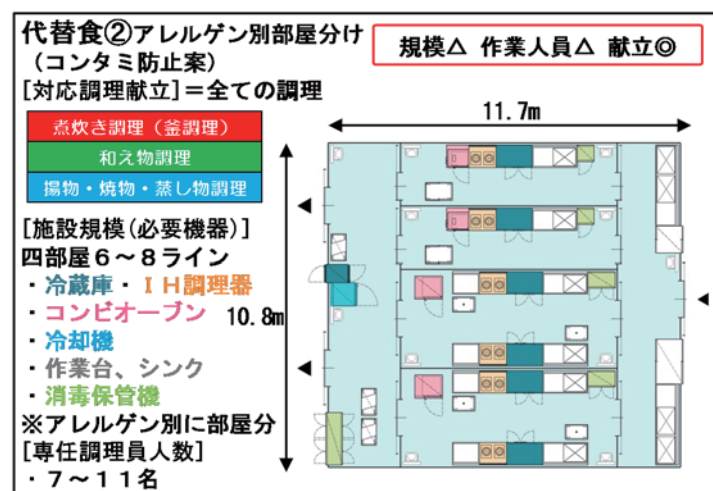 代替食②アレルゲン別部屋分け
（コンタミ防止案）
規模△ 作業人員△ 献立◎
[対応調理献立]＝全ての調理
煮炊き調理（釜調理）
和え物調理
揚物・焼物・蒸し物調理
[施設規模(必要機器)]
四部屋６～８ライン
・冷蔵庫・ＩＨ調理器
・コンビオーブン
・冷却機
・作業台、シンク
・消毒保管機
※アレルゲン別に部屋分
[専任調理員人数]
・７～１１名
11.7m
10.8m